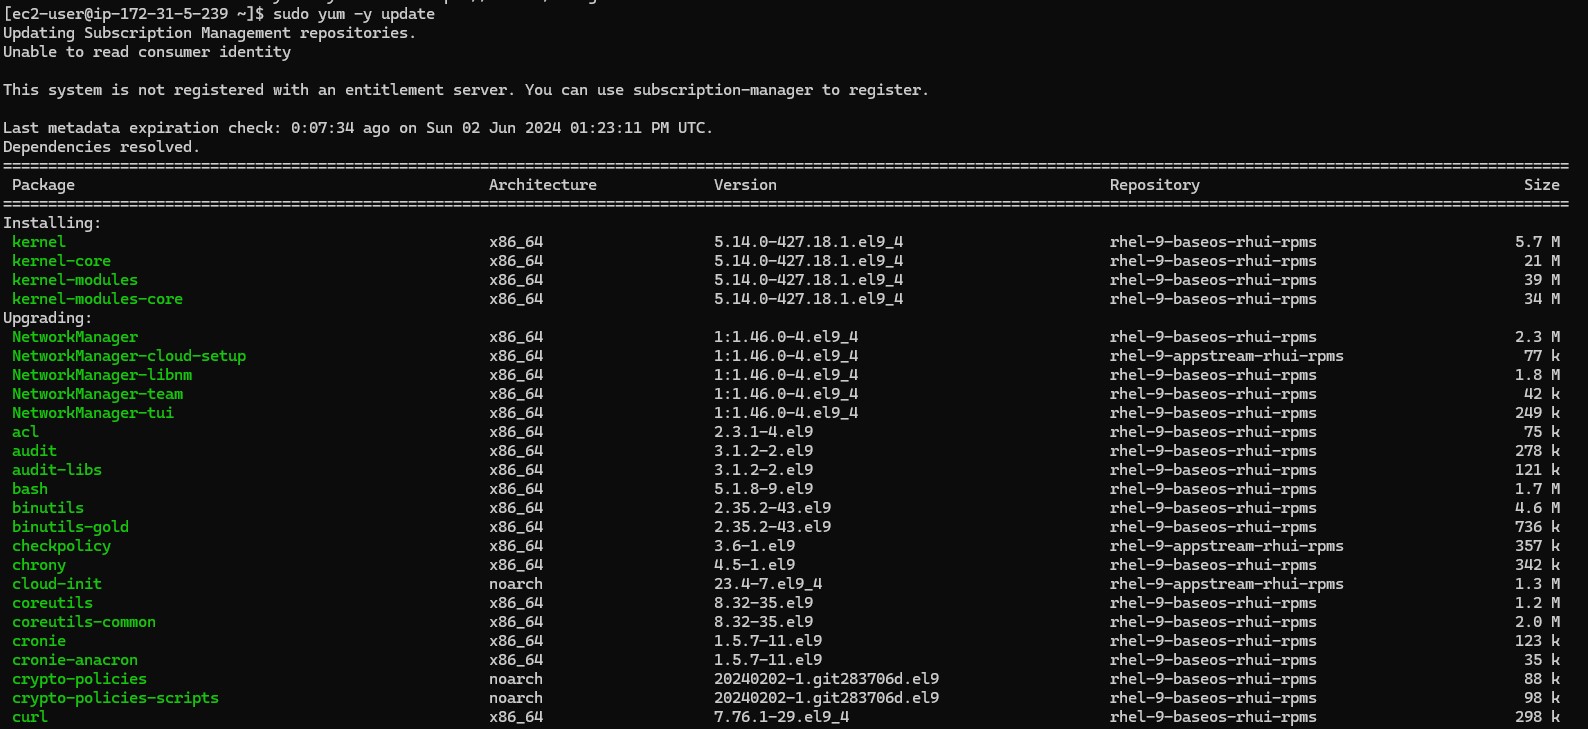 [ec2-user@ip-172-31-5-239 ~]$ sudo yum -y update
Updating Subscription Management repositories.
Unable to read consumer identity
This system is not registered with an entitlement server. You can use subscription-manager to register.
Last metadata expiration check: 0:07:34 ago on Sun 02 Jun 2024 01:23:11 PM UTC.
Dependencies resolved.
Package Architecture Version Repository Size
Installing:
kernel x86_64 5.14.0-427.18.1.el9_4 rhel-9-baseos-rhui-rpms 5.7 M
kernel-core x86_64 5.14.0-427.18.1.el9_4 rhel-9-baseos-rhui-rpms 21 M
kernel-modules x86_64 5.14.0-427.18.1.el9_4 rhel-9-baseos-rhui-rpms 39 M
kernel-modules-core x86_64 5.14.0-427.18.1.el9_4 rhel-9-baseos-rhui-rpms 34 M
Upgrading:
NetworkManager x86_64 1:1.46.0-4.el9_4 rhel-9-baseos-rhui-rpms 2.3 M
NetworkManager-cloud-setup x86_64 1:1.46.0-4.el9_4 rhel-9-appstream-rhui-rpms 77 k
NetworkManager-libnm x86_64 1:1.46.0-4.el9_4 rhel-9-baseos-rhui-rpms 1.8 M
NetworkManager-team x86_64 1:1.46.0-4.el9_4 rhel-9-baseos-rhui-rpms 42 k
NetworkManager-tui x86_64 1:1.46.0-4.el9_4 rhel-9-baseos-rhui-rpms 249 k
acl x86_64 2.3.1-4.el9 rhel-9-baseos-rhui-rpms 75 k
audit x86_64 3.1.2-2.el9 rhel-9-baseos-rhui-rpms 278 k
audit-libs x86_64 3.1.2-2.el9 rhel-9-baseos-rhui-rpms 121 k
bash x86_64 5.1.8-9.el9 rhel-9-baseos-rhui-rpms 1.7 M
binutils x86_64 2.35.2-43.el9 rhel-9-baseos-rhui-rpms 4.6 M
binutils-gold x86_64 2.35.2-43.el9 rhel-9-baseos-rhui-rpms 736 k
checkpolicy x86_64 3.6-1.el9 rhel-9-appstream-rhui-rpms 357 k
chrony x86_64 4.5-1.el9 rhel-9-baseos-rhui-rpms 342 k
cloud-init noarch 23.4-7.el9_4 rhel-9-appstream-rhui-rpms 1.3 M
coreutils x86_64 8.32-35.el9 rhel-9-baseos-rhui-rpms 1.2 M
coreutils-common x86_64 8.32-35.el9 rhel-9-baseos-rhui-rpms 2.0 M
cronie x86_64 1.5.7-11.el9 rhel-9-baseos-rhui-rpms 123 k
cronie-anacron x86_64 1.5.7-11.el9 rhel-9-baseos-rhui-rpms 35 k
crypto-policies noarch 20240202-1.git283706d.el9 rhel-9-baseos-rhui-rpms 88 k
crypto-policies-scripts noarch 20240202-1.git283706d.el9 rhel-9-baseos-rhui-rpms 98 k
curl x86_64 7.76.1-29.el9_4 rhel-9-baseos-rhui-rpms 298 k